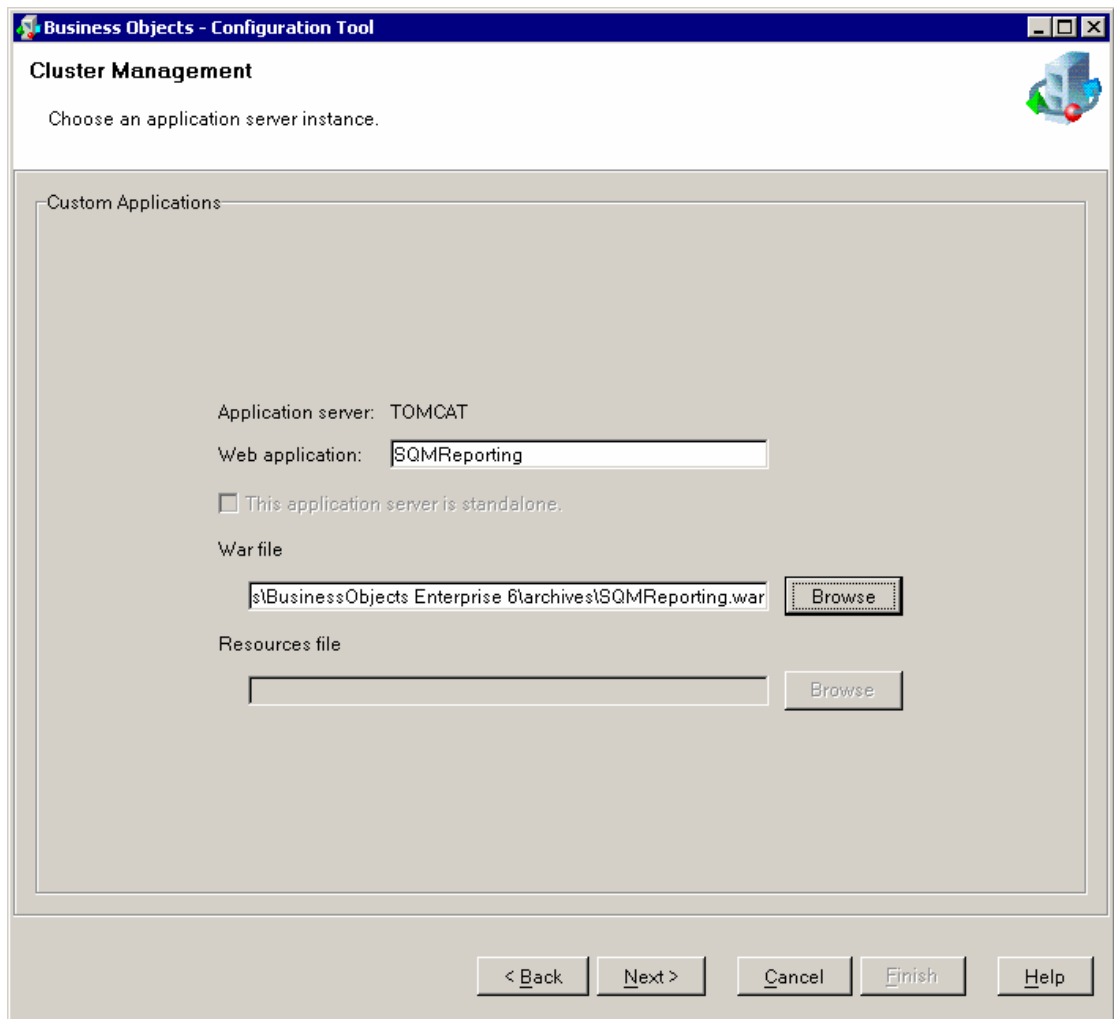 Business Objects - Configuration Tool
Cluster Management
Choose an application server instance.
Custom Applications
Application server: TOMCAT
Web application: SQMReporting
This application server is standalone.
War file
s\BusinessObjects Enterprise 6\archives\SQMReporting.war Browse
Resources file
Browse
< Back Next > Cancel Finish Help